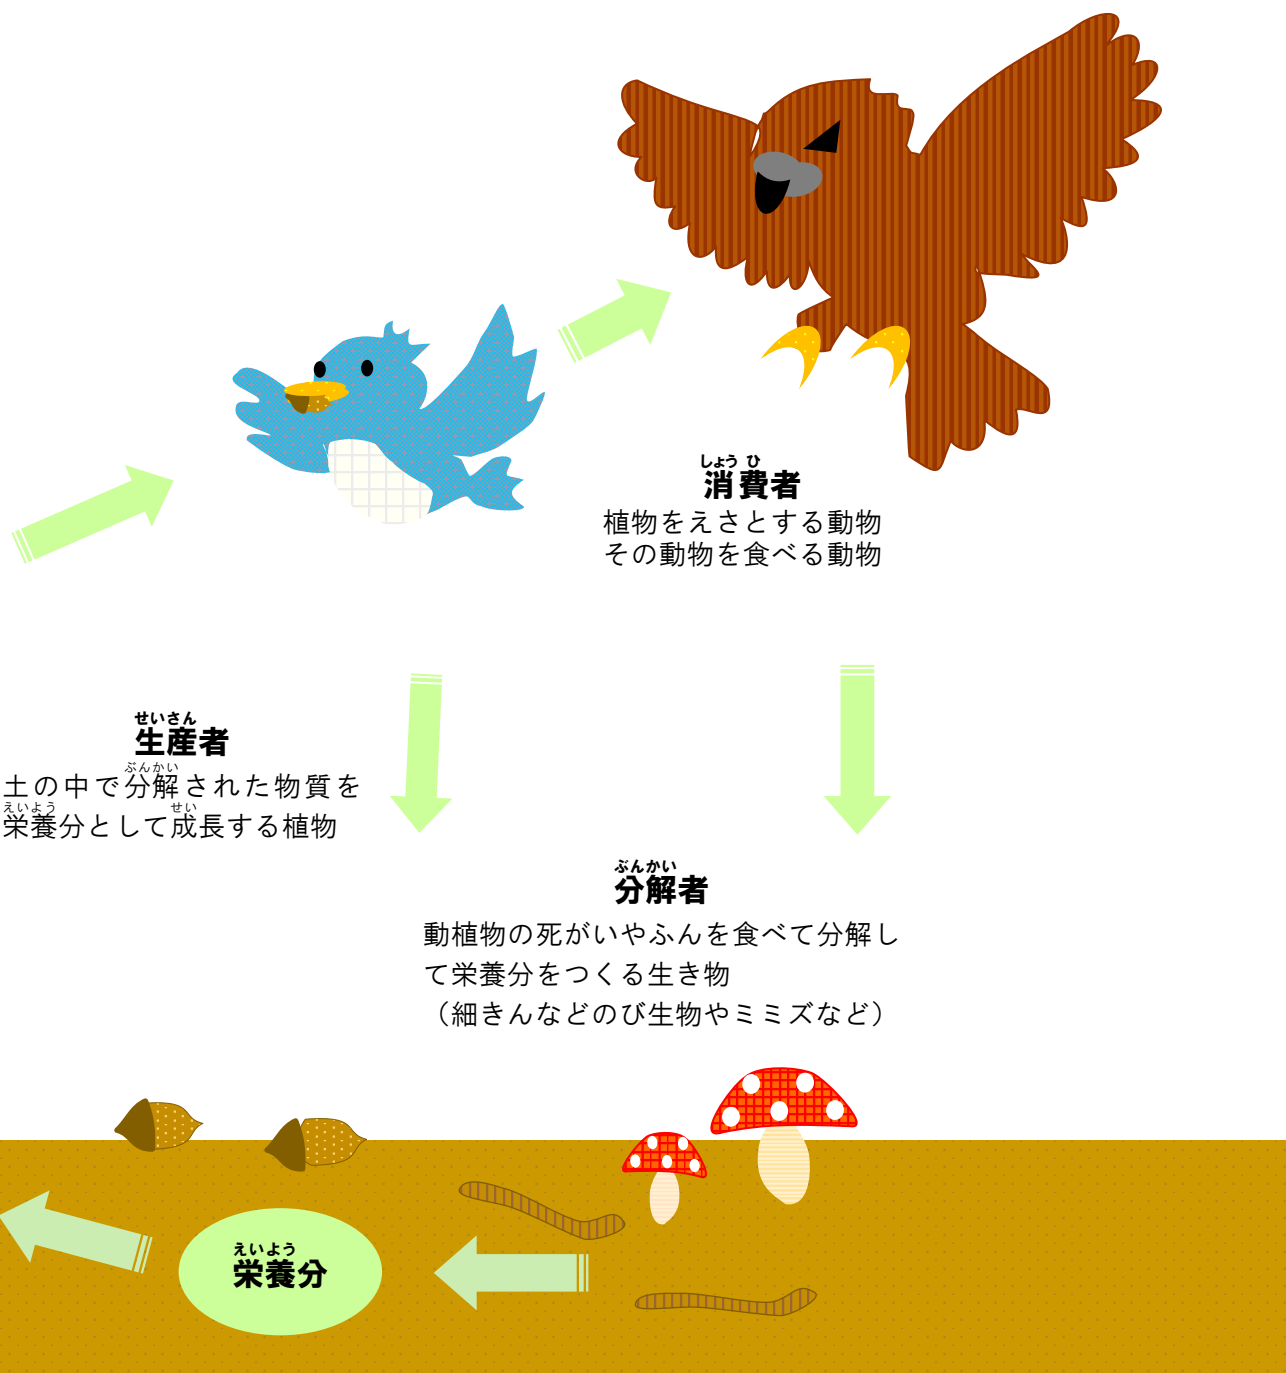 しょう ひ
消費者
植物をえさとする動物
その動物を食べる動物
せいさん
生産者
ぶんかい
土の中で分解された物質を
えいよう せい
栄養分として成長する植物
ぶんかい
分解者
動植物の死がいやふんを食べて分解し
て栄養分をつくる生き物
（細きんなどのび生物やミミズなど）
えいよう
栄養分